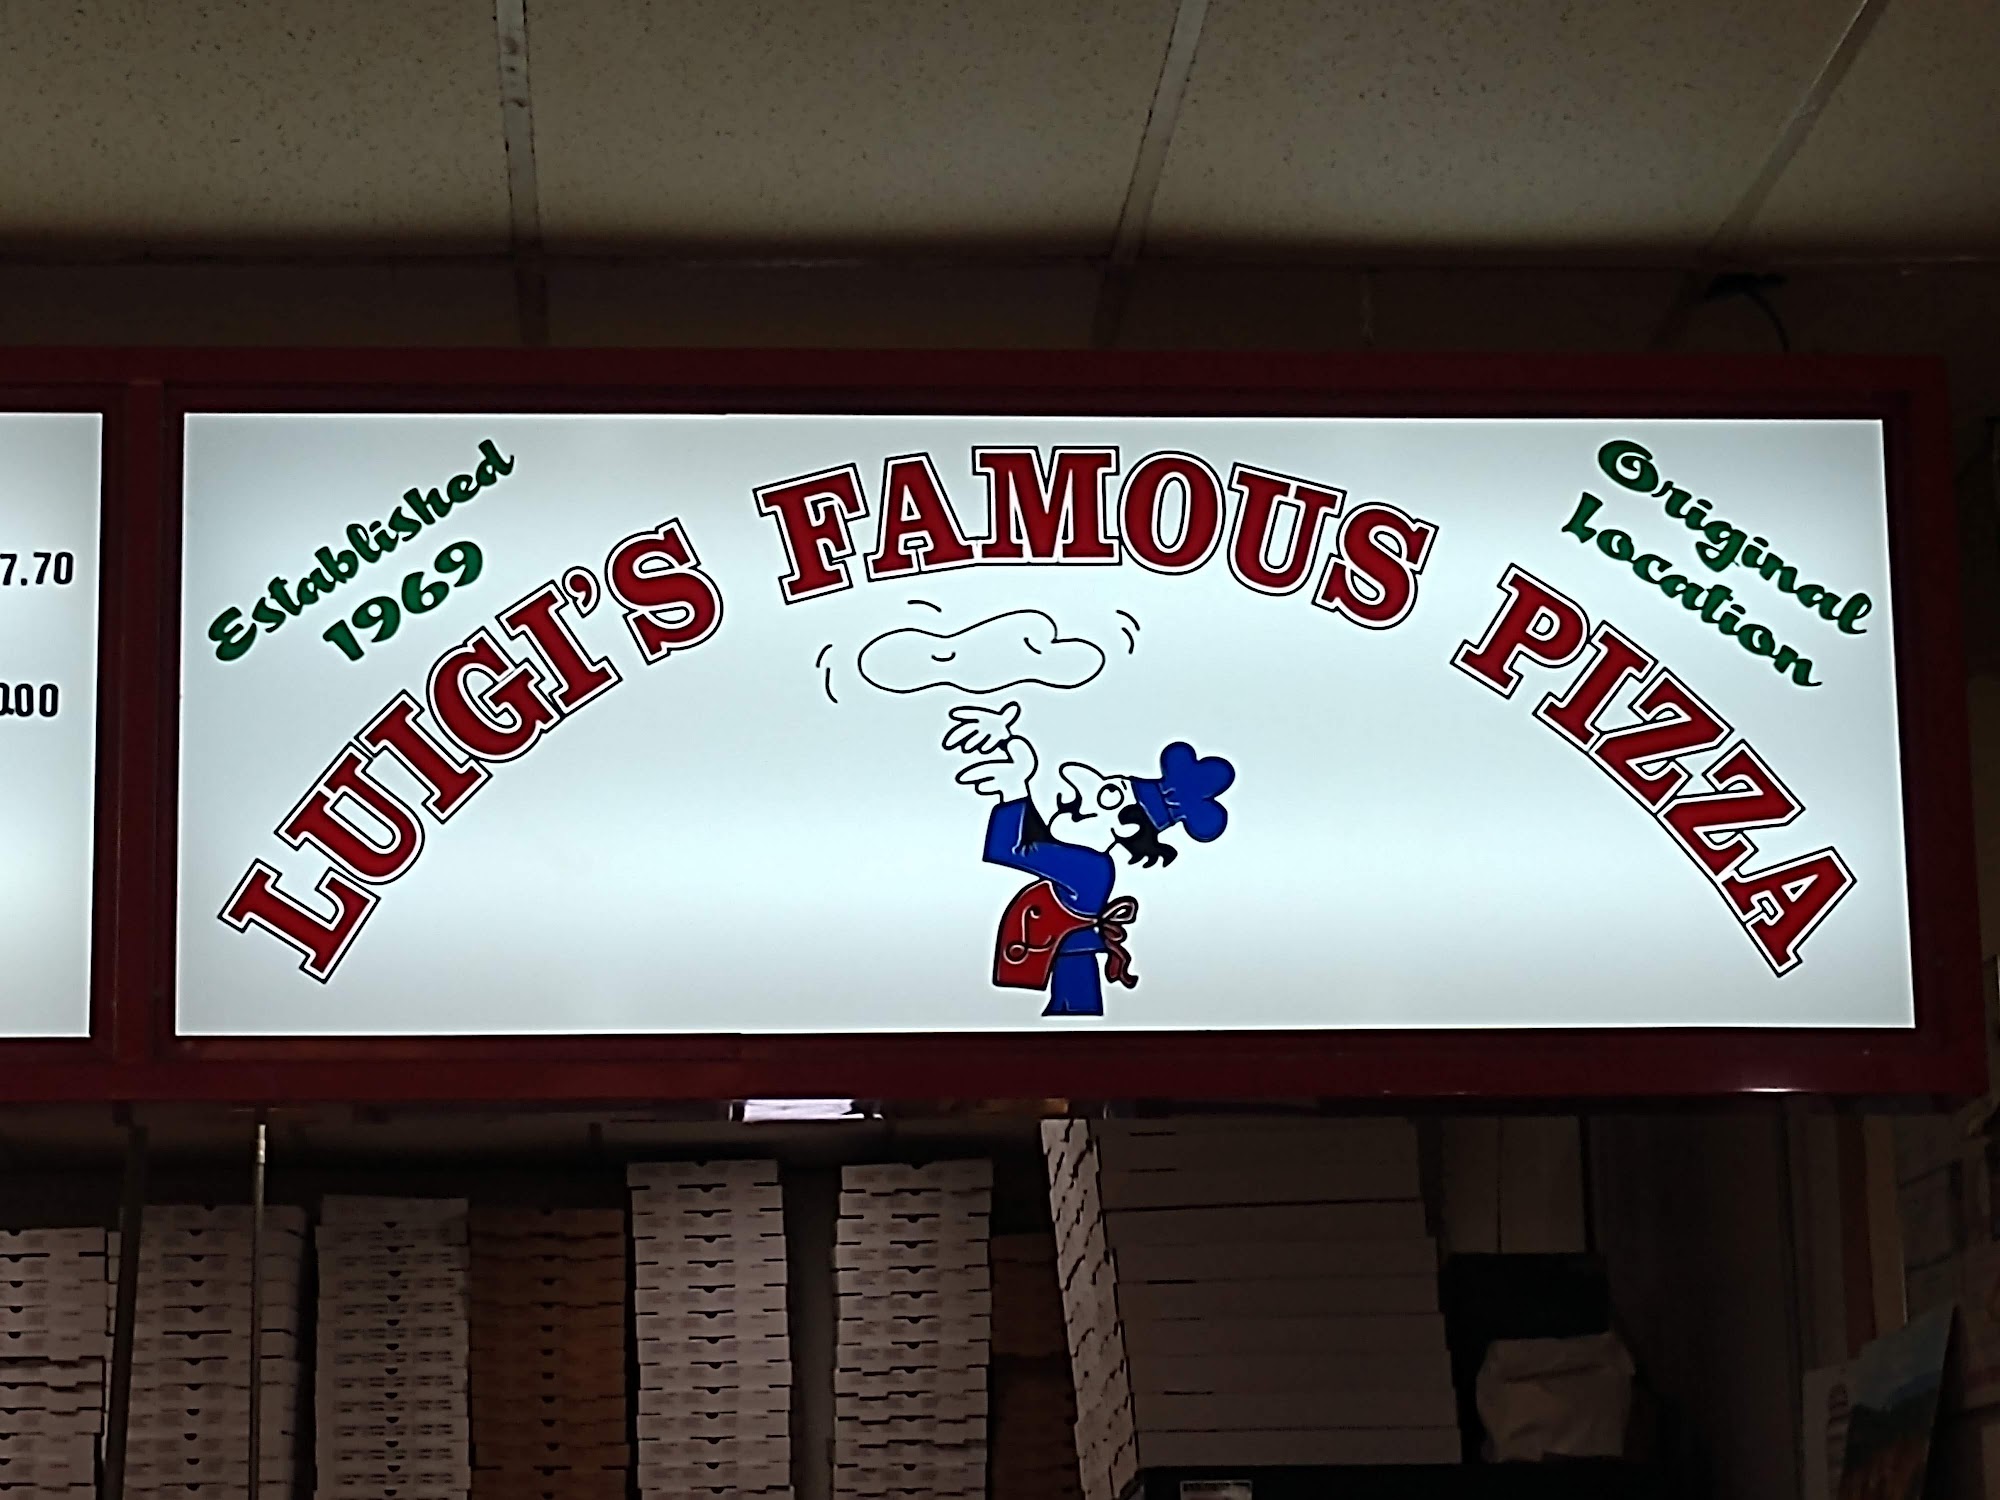 Established
1969
LUIGI'S FAMOUS PIZZA
Original
Location
L
7.70